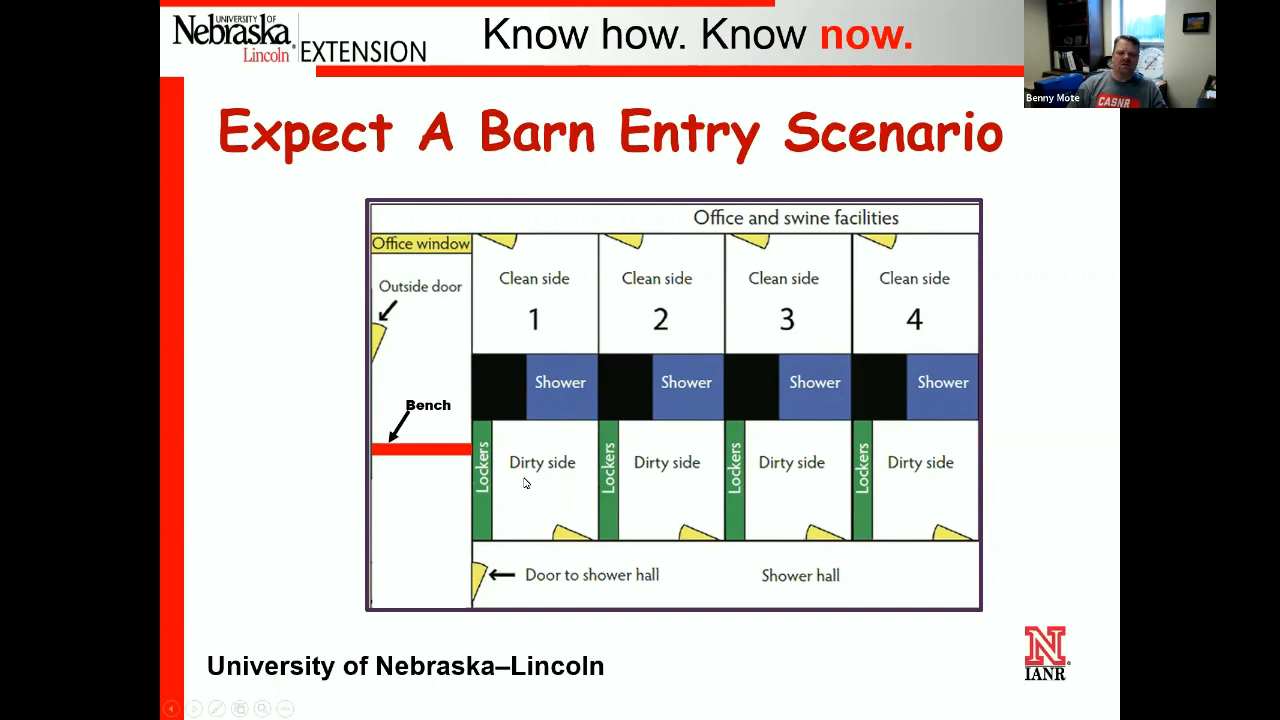 UNIVERSITY OF
Nebraska
Lincoln
EXTENSION
Know how. Know now.
Benny Mote
CASNR
Expect A Barn Entry Scenario
Office and swine facilities
Office window
Outside door
Clean side
1
Clean side
2
Clean side
3
Clean side
4
Shower
Shower
Shower
Shower
Bench
Lockers
Dirty side
Lockers
Dirty side
Lockers
Dirty side
Lockers
Dirty side
Door to shower hall
Shower hall
University of Nebraska–Lincoln
N
IANR